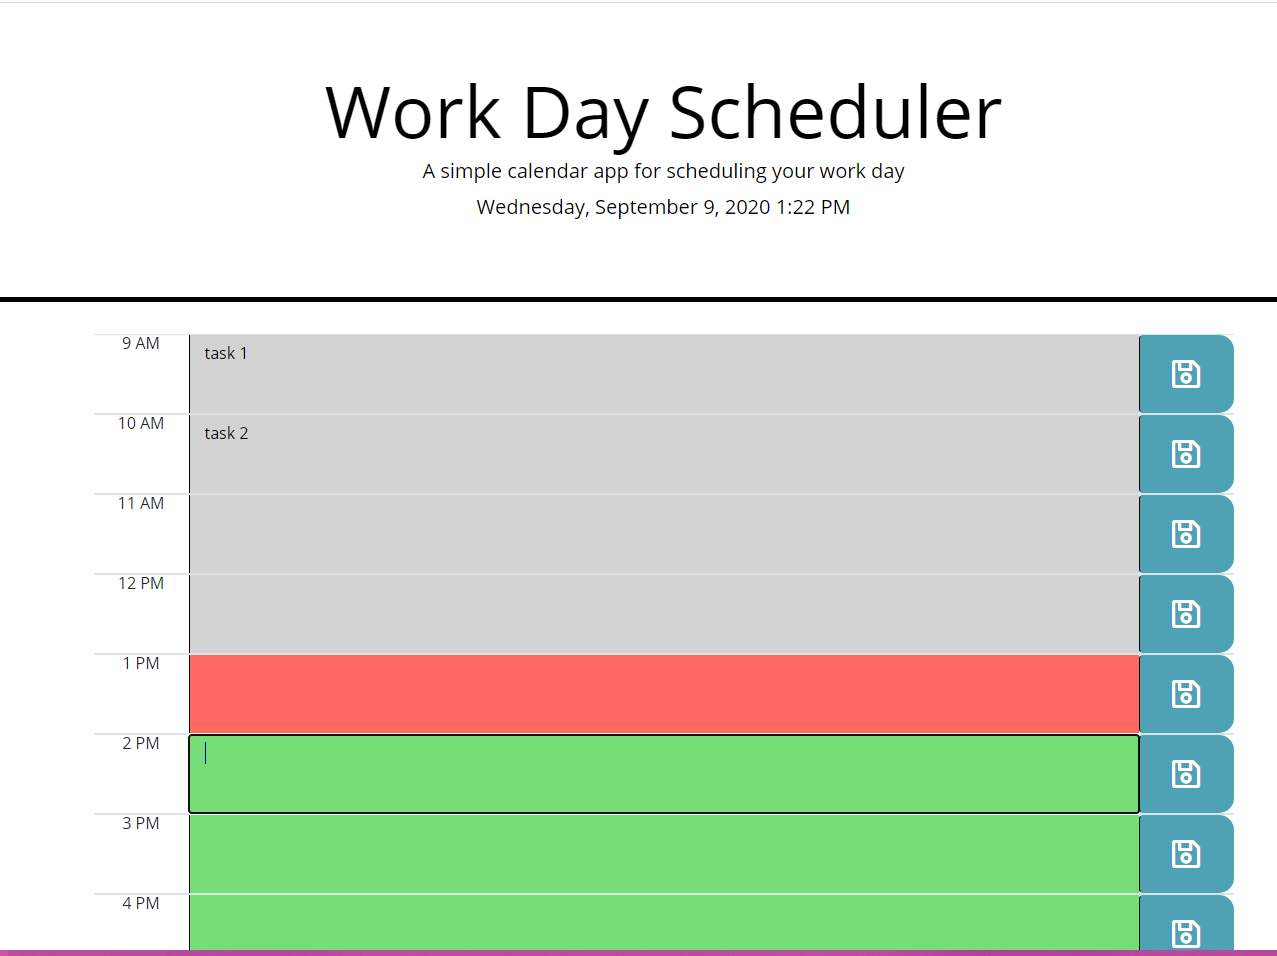 Work Day Scheduler
A simple calendar app for scheduling your work day
Wednesday, September 9, 2020 1:22 PM
9 AM
task 1
10 AM
task 2
11 AM
12 PM
1 PM
2 PM
3 PM
4 PM